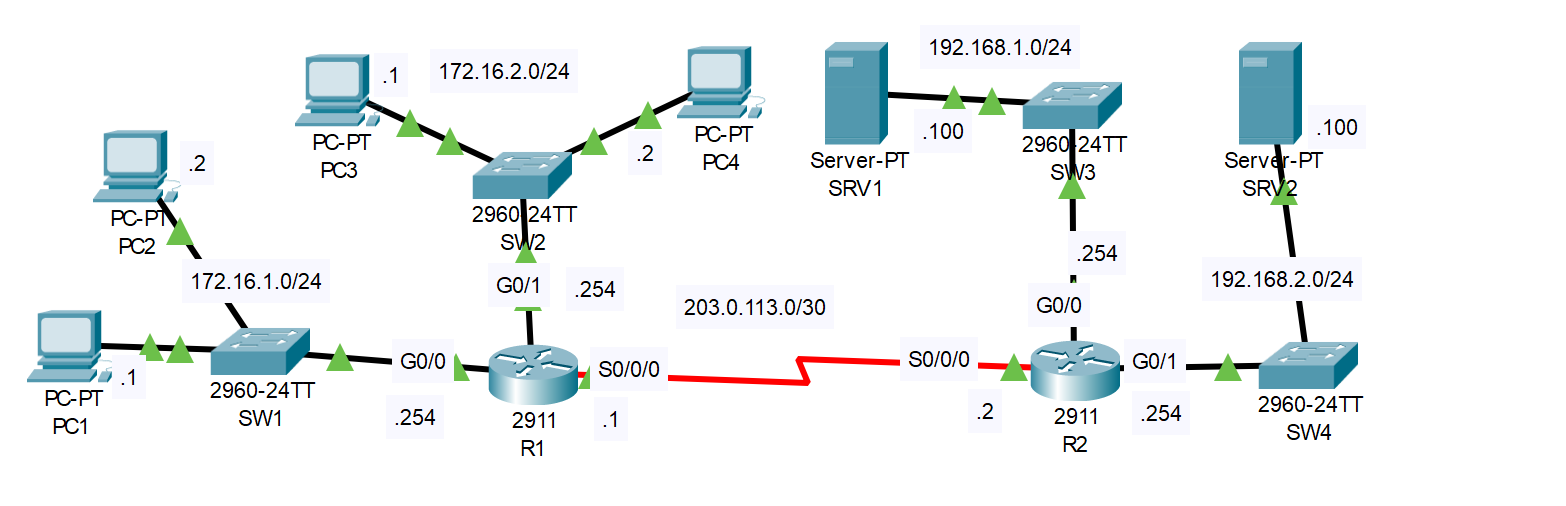 192.168.1.0/24
.1
172.16.2.0/24
PC-PT
PC3
PC-PT
PC4
.2
Server-PT
SRV1
.100
2960-24TT
SW3
.100
Server-PT
SRV2
.2
PC-PT
PC2
2960-24TT
SW2
172.16.1.0/24
G0/1
.254
203.0.113.0/30
.254
G0/0
192.168.2.0/24
PC-PT
PC1
.1
2960-24TT
SW1
G0/0
.254
2911
R1
S0/0/0
.1
S0/0/0
.2
2911
R2
G0/1
.254
2960-24TT
SW4